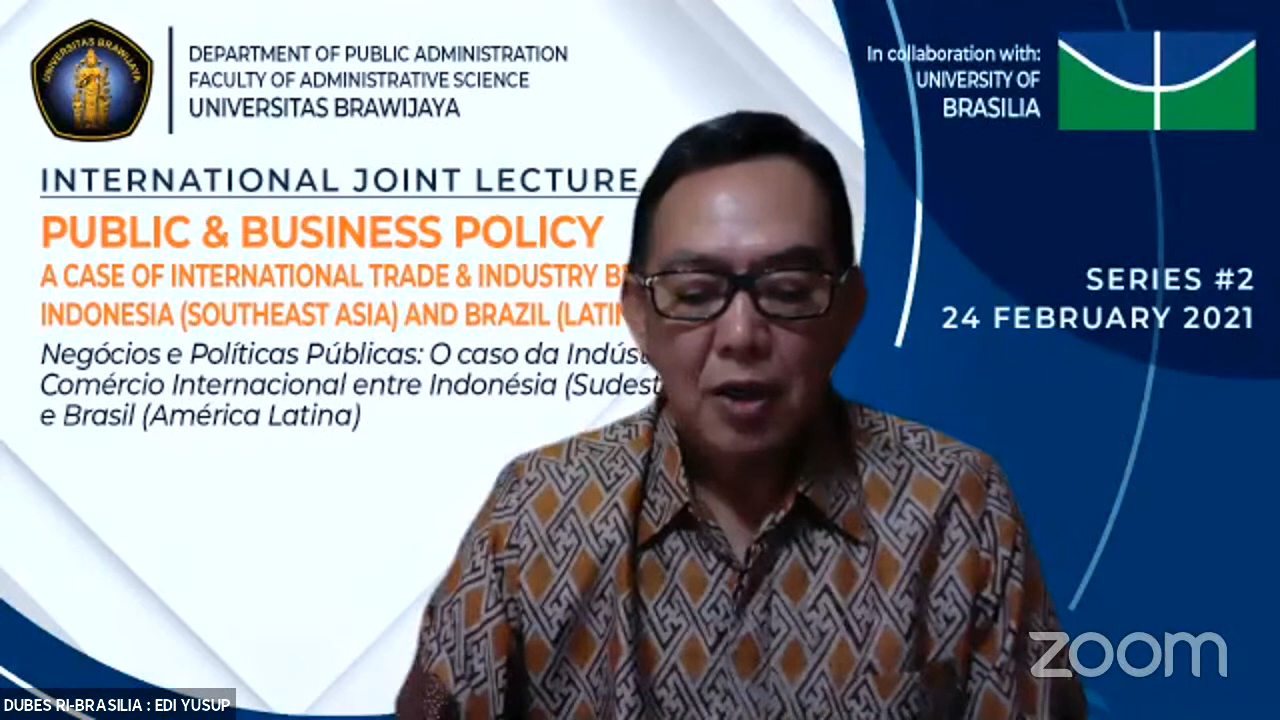 UNIVERSITAS BRAWIJAYA
DEPARTMENT OF PUBLIC ADMINISTRATION
FACULTY OF ADMINISTRATIVE SCIENCE
UNIVERSITAS BRAWIJAYA
In collaboration with:
UNIVERSITY OF
BRASILIA
INTERNATIONAL JOINT LECTURE
PUBLIC & BUSINESS POLICY
A CASE OF INTERNATIONAL TRADE & INDUSTRY
INDONESIA (SOUTHEAST ASIA) AND BRAZIL
Negócios e Políticas Públicas: O caso da
Comércio Internacional entre Indonésia
e Brasil (América Latina)
SERIES #2
24 FEBRUARY 2021
zoom
DUBES RI-BRASILIA : EDI YUSUP